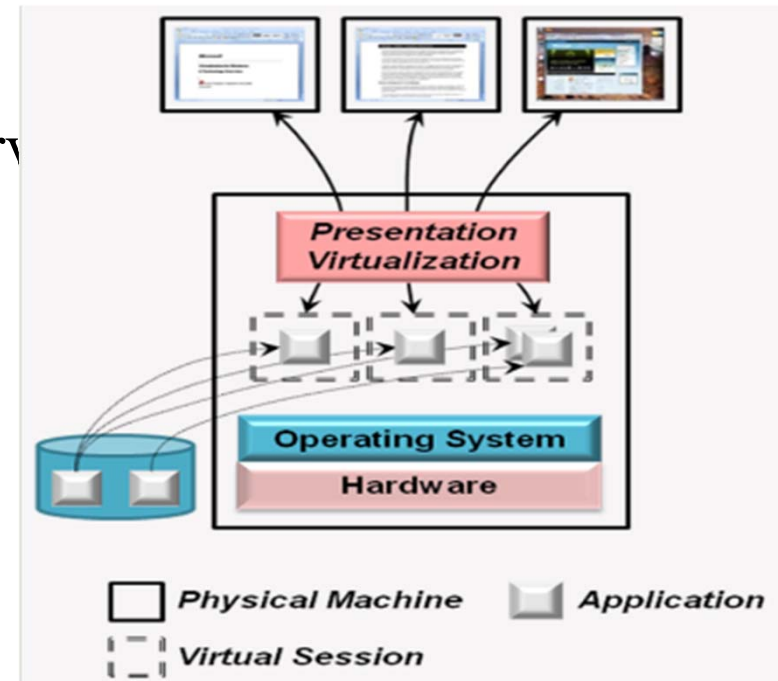 Presentation
Virtualization
Operating System
Hardware
Physical Machine
Application
Virtual Session